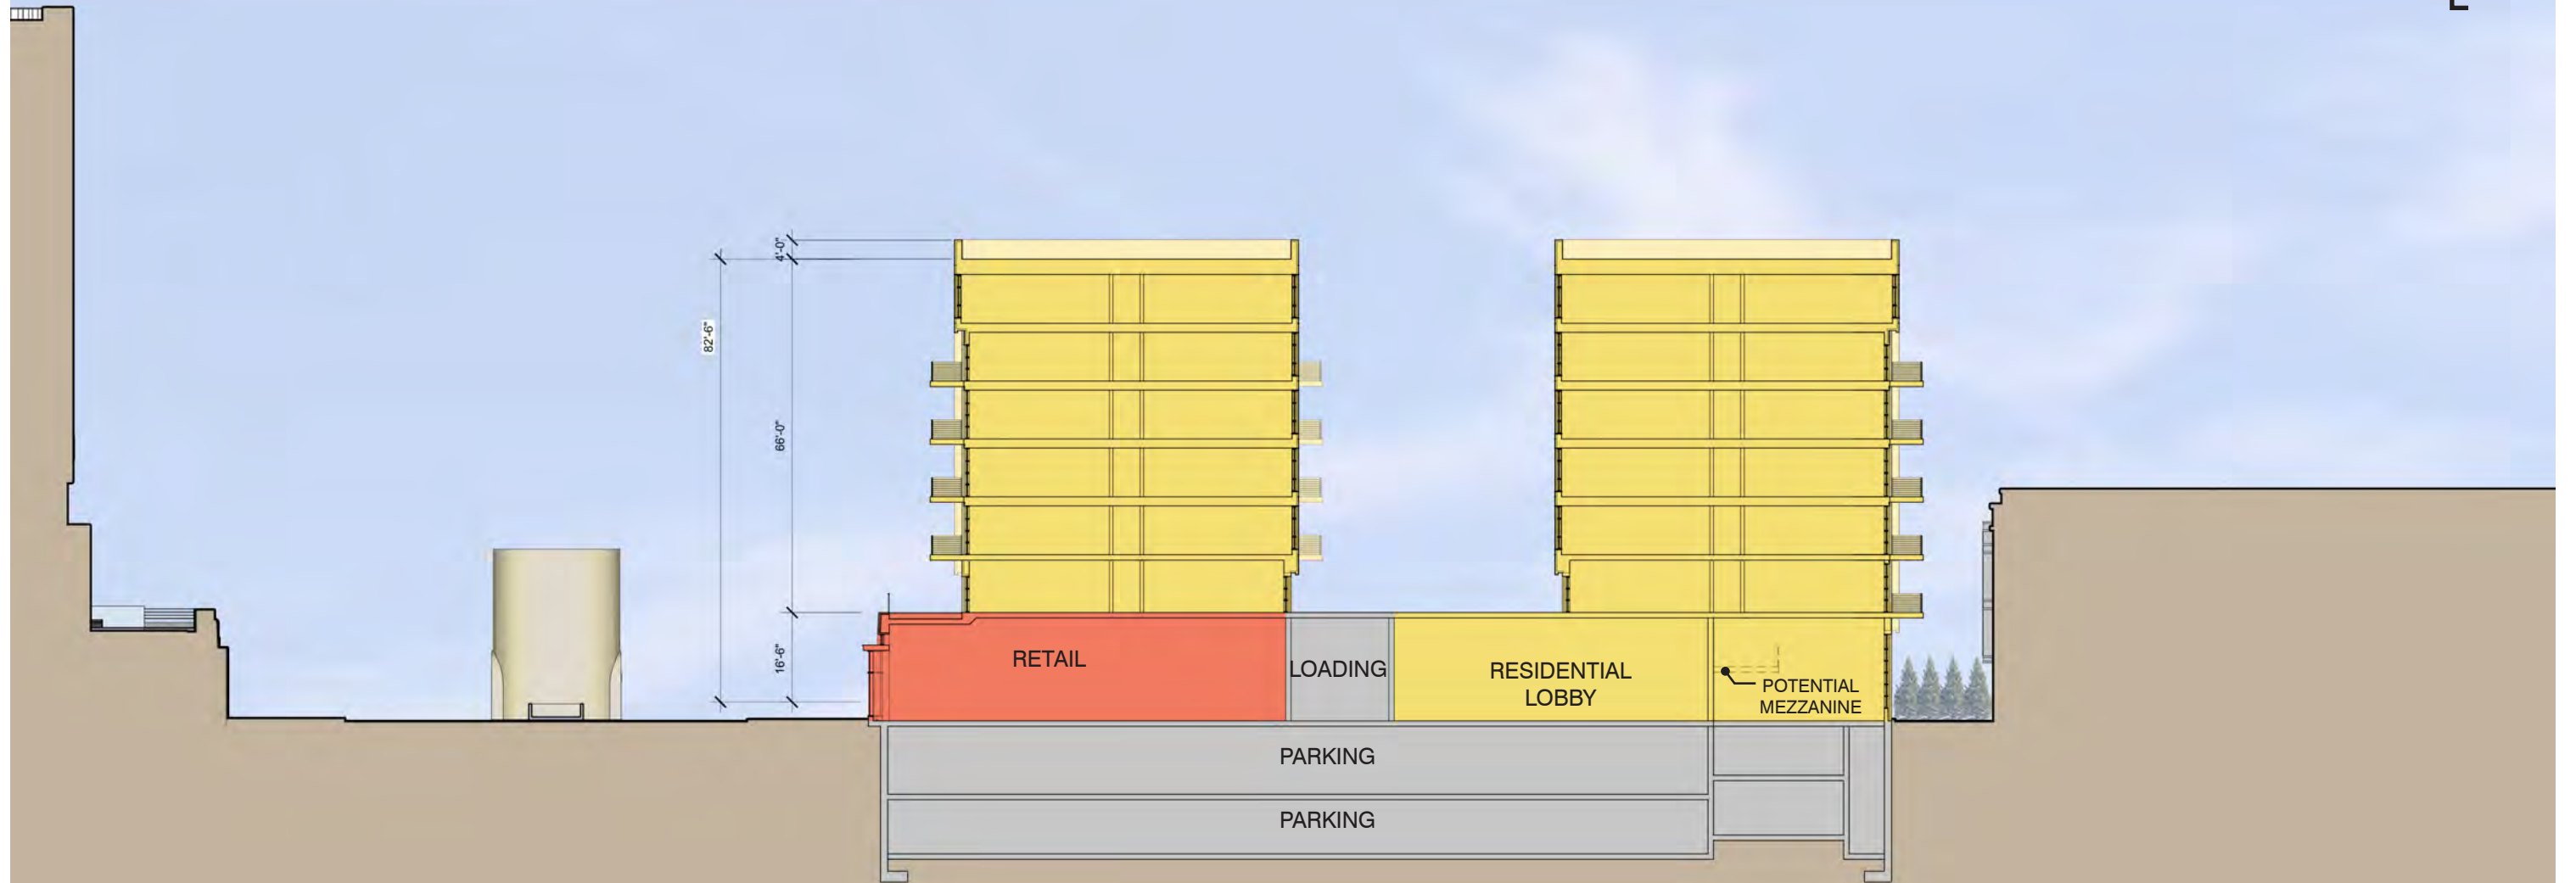 4'-0"
82'-6"
66'-0"
16'-6"
RETAIL
LOADING
RESIDENTIAL
LOBBY
POTENTIAL
MEZZANINE
PARKING
PARKING